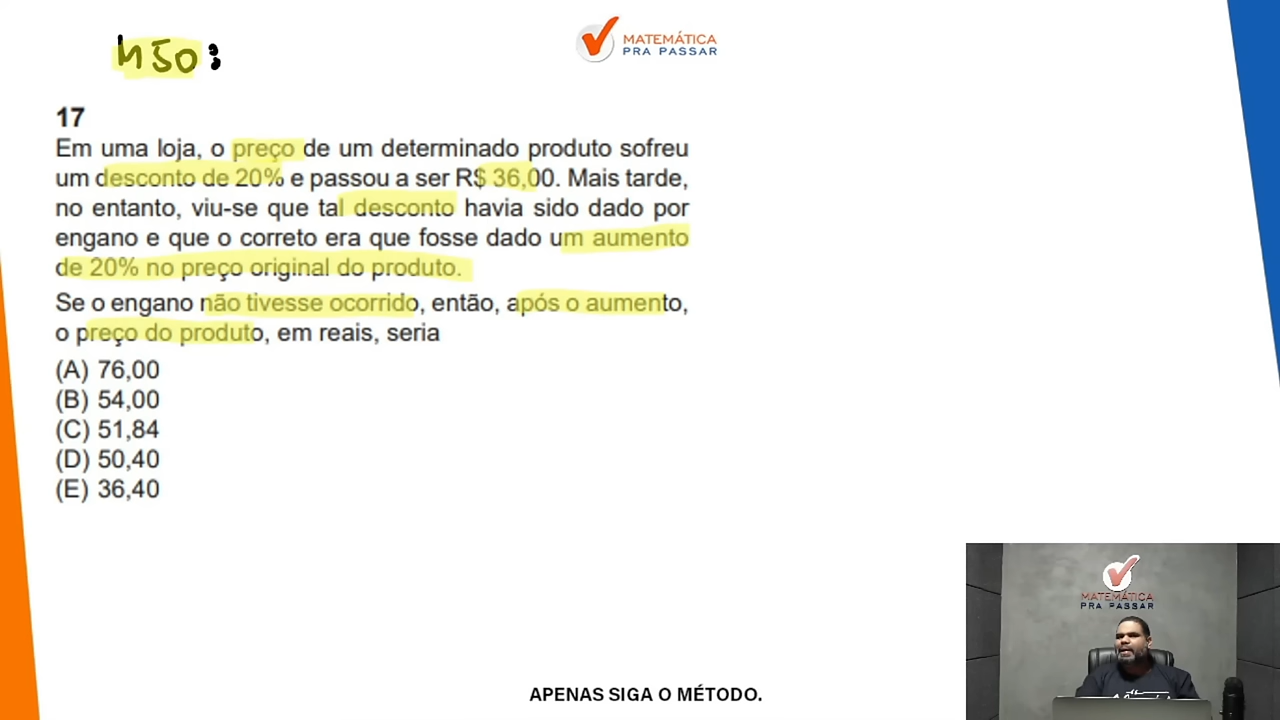 450:
MATEMÁTICA
PRA PASSAR
17
Em uma loja, o preço de um determinado produto sofreu
um desconto de 20% e passou a ser R$ 36,00. Mais tarde,
no entanto, viu-se que tal desconto havia sido dado por
engano e que o correto era que fosse dado um aumento
de 20% no preço original do produto.
Se o engano não tivesse ocorrido, então, após o aumento,
o preço do produto, em reais, seria
(A) 76,00
(B) 54,00
(C) 51,84
(D) 50,40
(E) 36,40
MATEMÁTICA
PRA PASSAR
APENAS SIGA O MÉTODO.